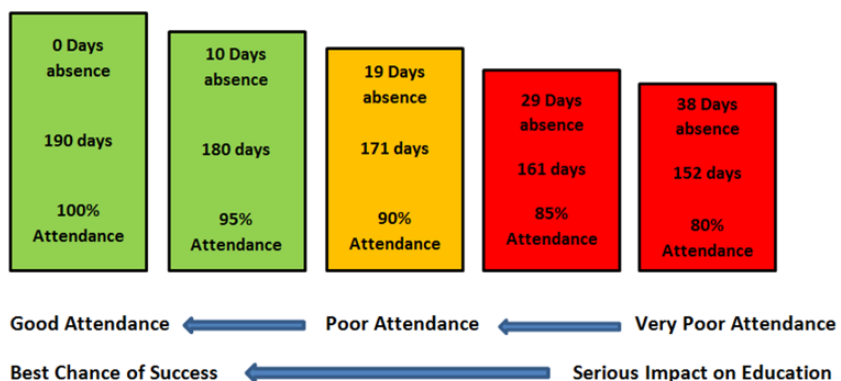 0 Days
absence
190 days
100%
Attendance
10 Days
absence
180 days
95%
Attendance
19 Days
absence
171 days
90%
Attendance
29 Days
absence
161 days
85%
Attendance
38 Days
absence
152 days
80%
Attendance
Good Attendance Poor Attendance Very Poor Attendance
Best Chance of Success Serious Impact on Education